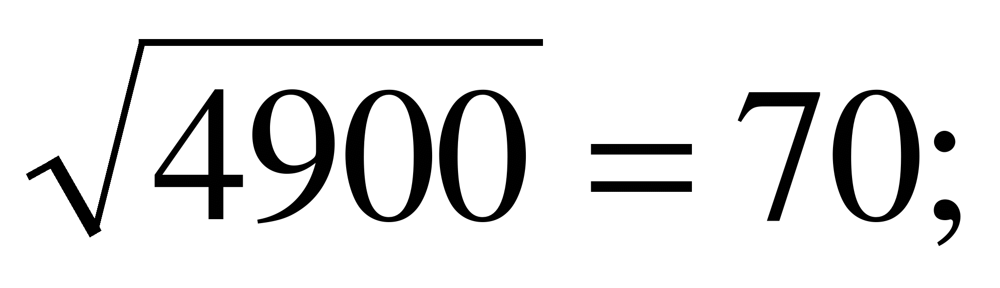 √4900 = 70;